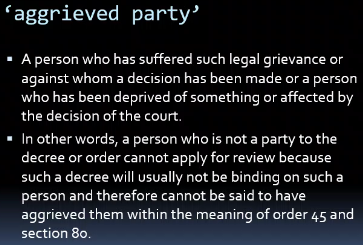 ‘aggrieved party’
▪ A person who has suffered such legal grievance or
against whom a decision has been made or a person
who has been deprived of something or affected by
the decision of the court.
▪ In other words, a person who is not a party to the
decree or order cannot apply for review because
such a decree will usually not be binding on such a
person and therefore cannot be said to have
aggrieved them within the meaning of order 45 and
section 80.